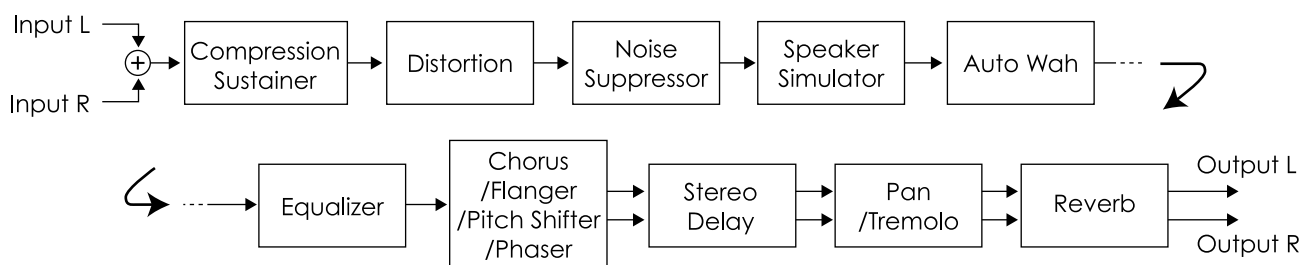 Input L
Input R
+
Compression
Sustainer
Distortion
Noise
Suppressor
Speaker
Simulator
Auto Wah
Equalizer
Chorus
/Flanger
/Pitch Shifter
/Phaser
Stereo
Delay
Pan
/Tremolo
Reverb
Output L
Output R